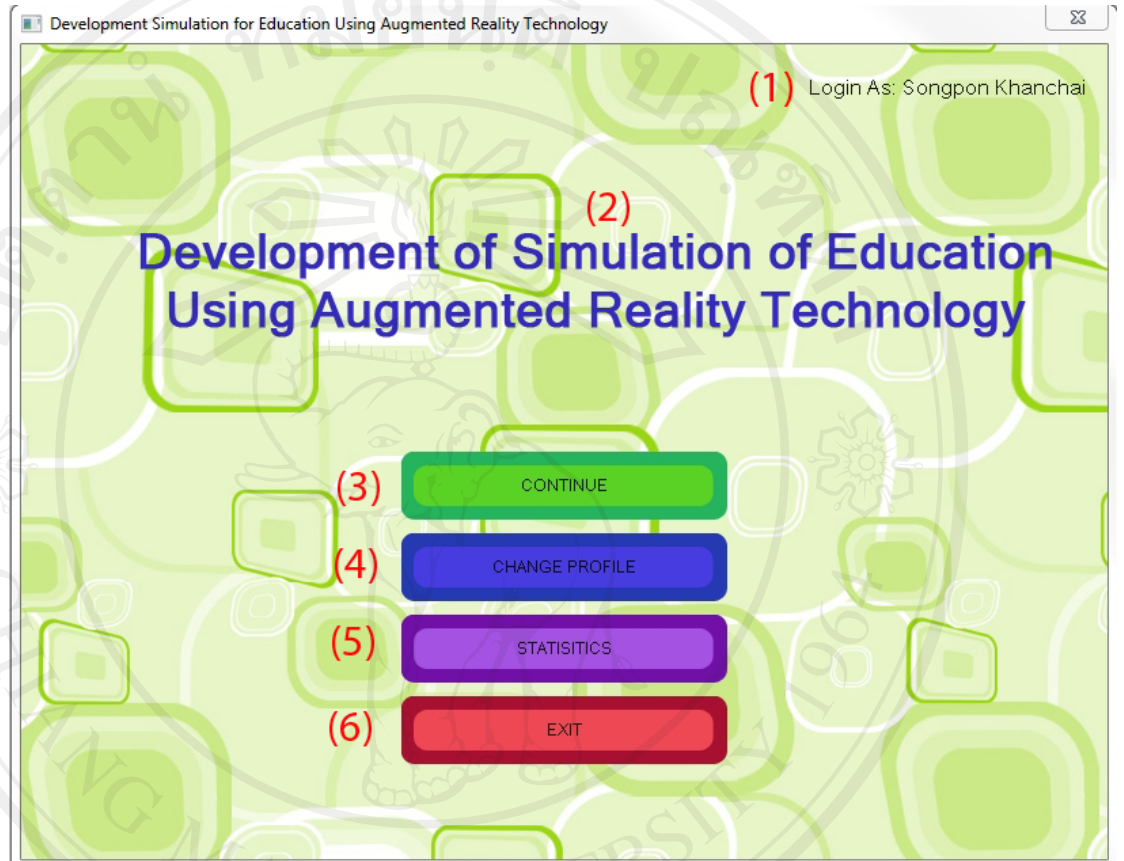 Development Simulation for Education Using Augmented Reality Technology
(1) Login As: Songpon Khanchai
(2)
Development of Simulation of Education
Using Augmented Reality Technology
(3) CONTINUE
(4) CHANGE PROFILE
(5) STATISITICS
(6) EXIT